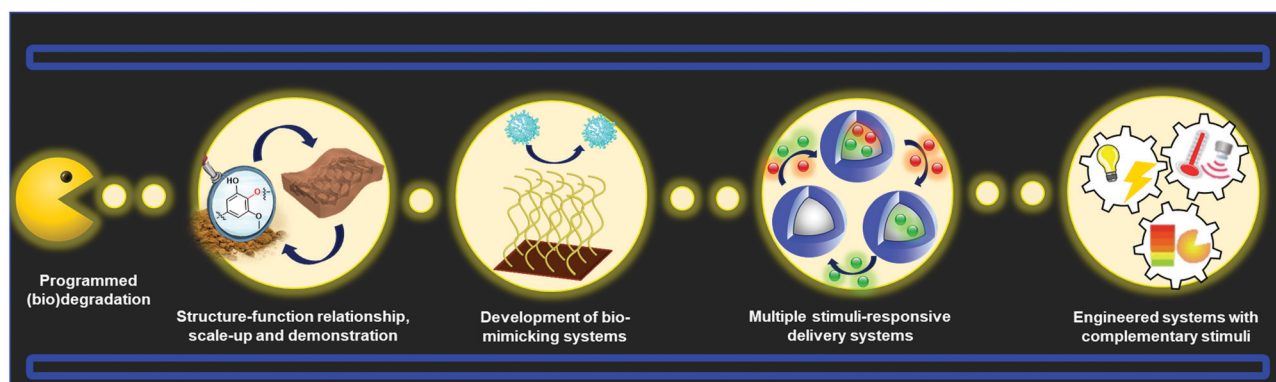 HO
O
O
Programmed
(bio)degradation
Structure-function relationship,
scale-up and demonstration
Development of bio-
mimicking systems
Multiple stimuli-responsive
delivery systems
Engineered systems with
complementary stimuli